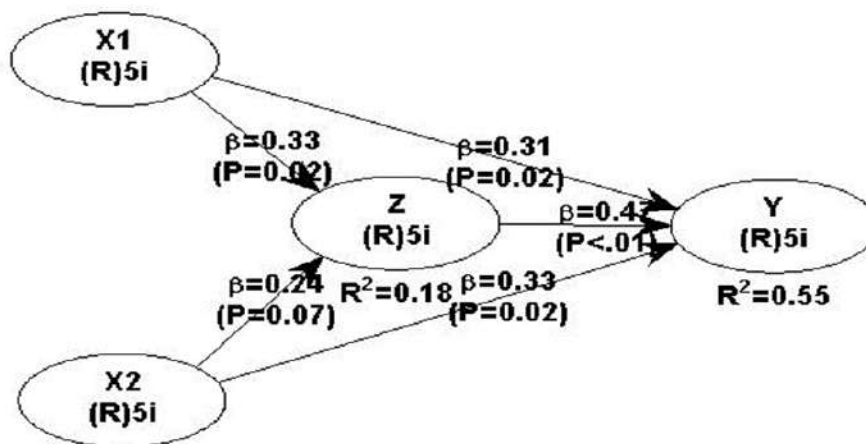 X1
(R)5i
β=0.33
(P=0.02)
β=0.31
(P=0.02)
Z
(R)5i
R²=0.18
β=0.43
(P<.01)
Y
(R)5i
R²=0.55
β=0.24
(P=0.07)
β=0.33
(P=0.02)
X2
(R)5i